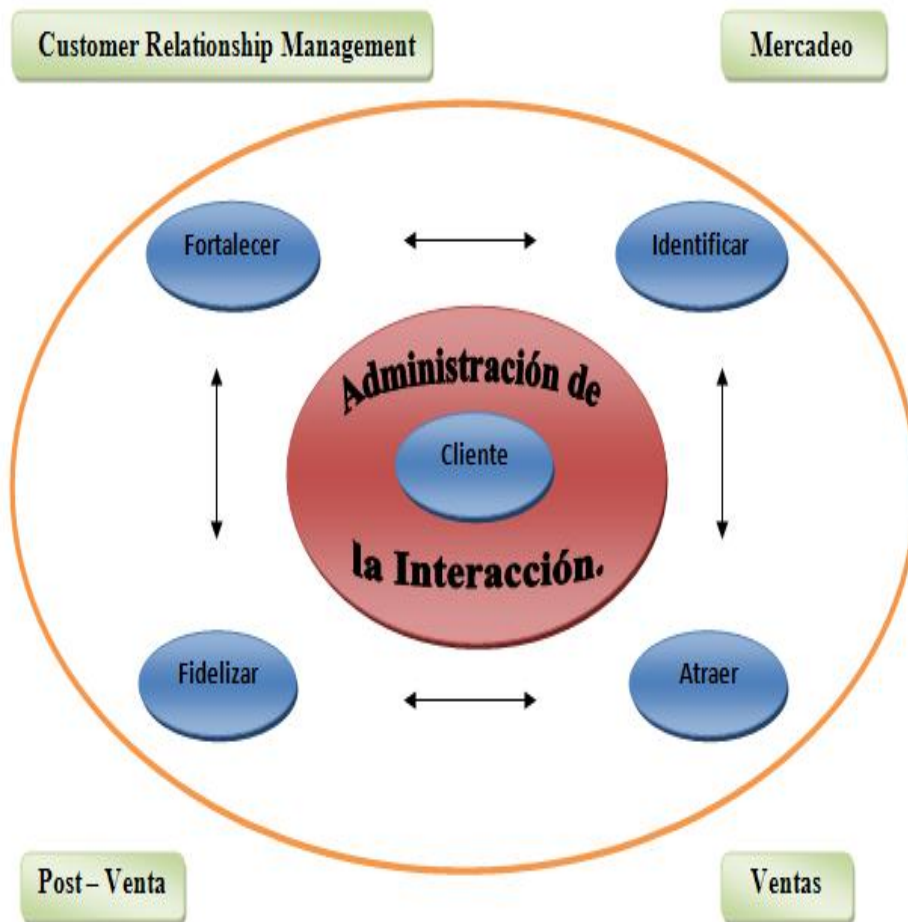 Customer Relationship Management
Mercadeo
Fortalecer
Identificar
Administración de
Cliente
la Interacción.
Fidelizar
Atraer
Post – Venta
Ventas